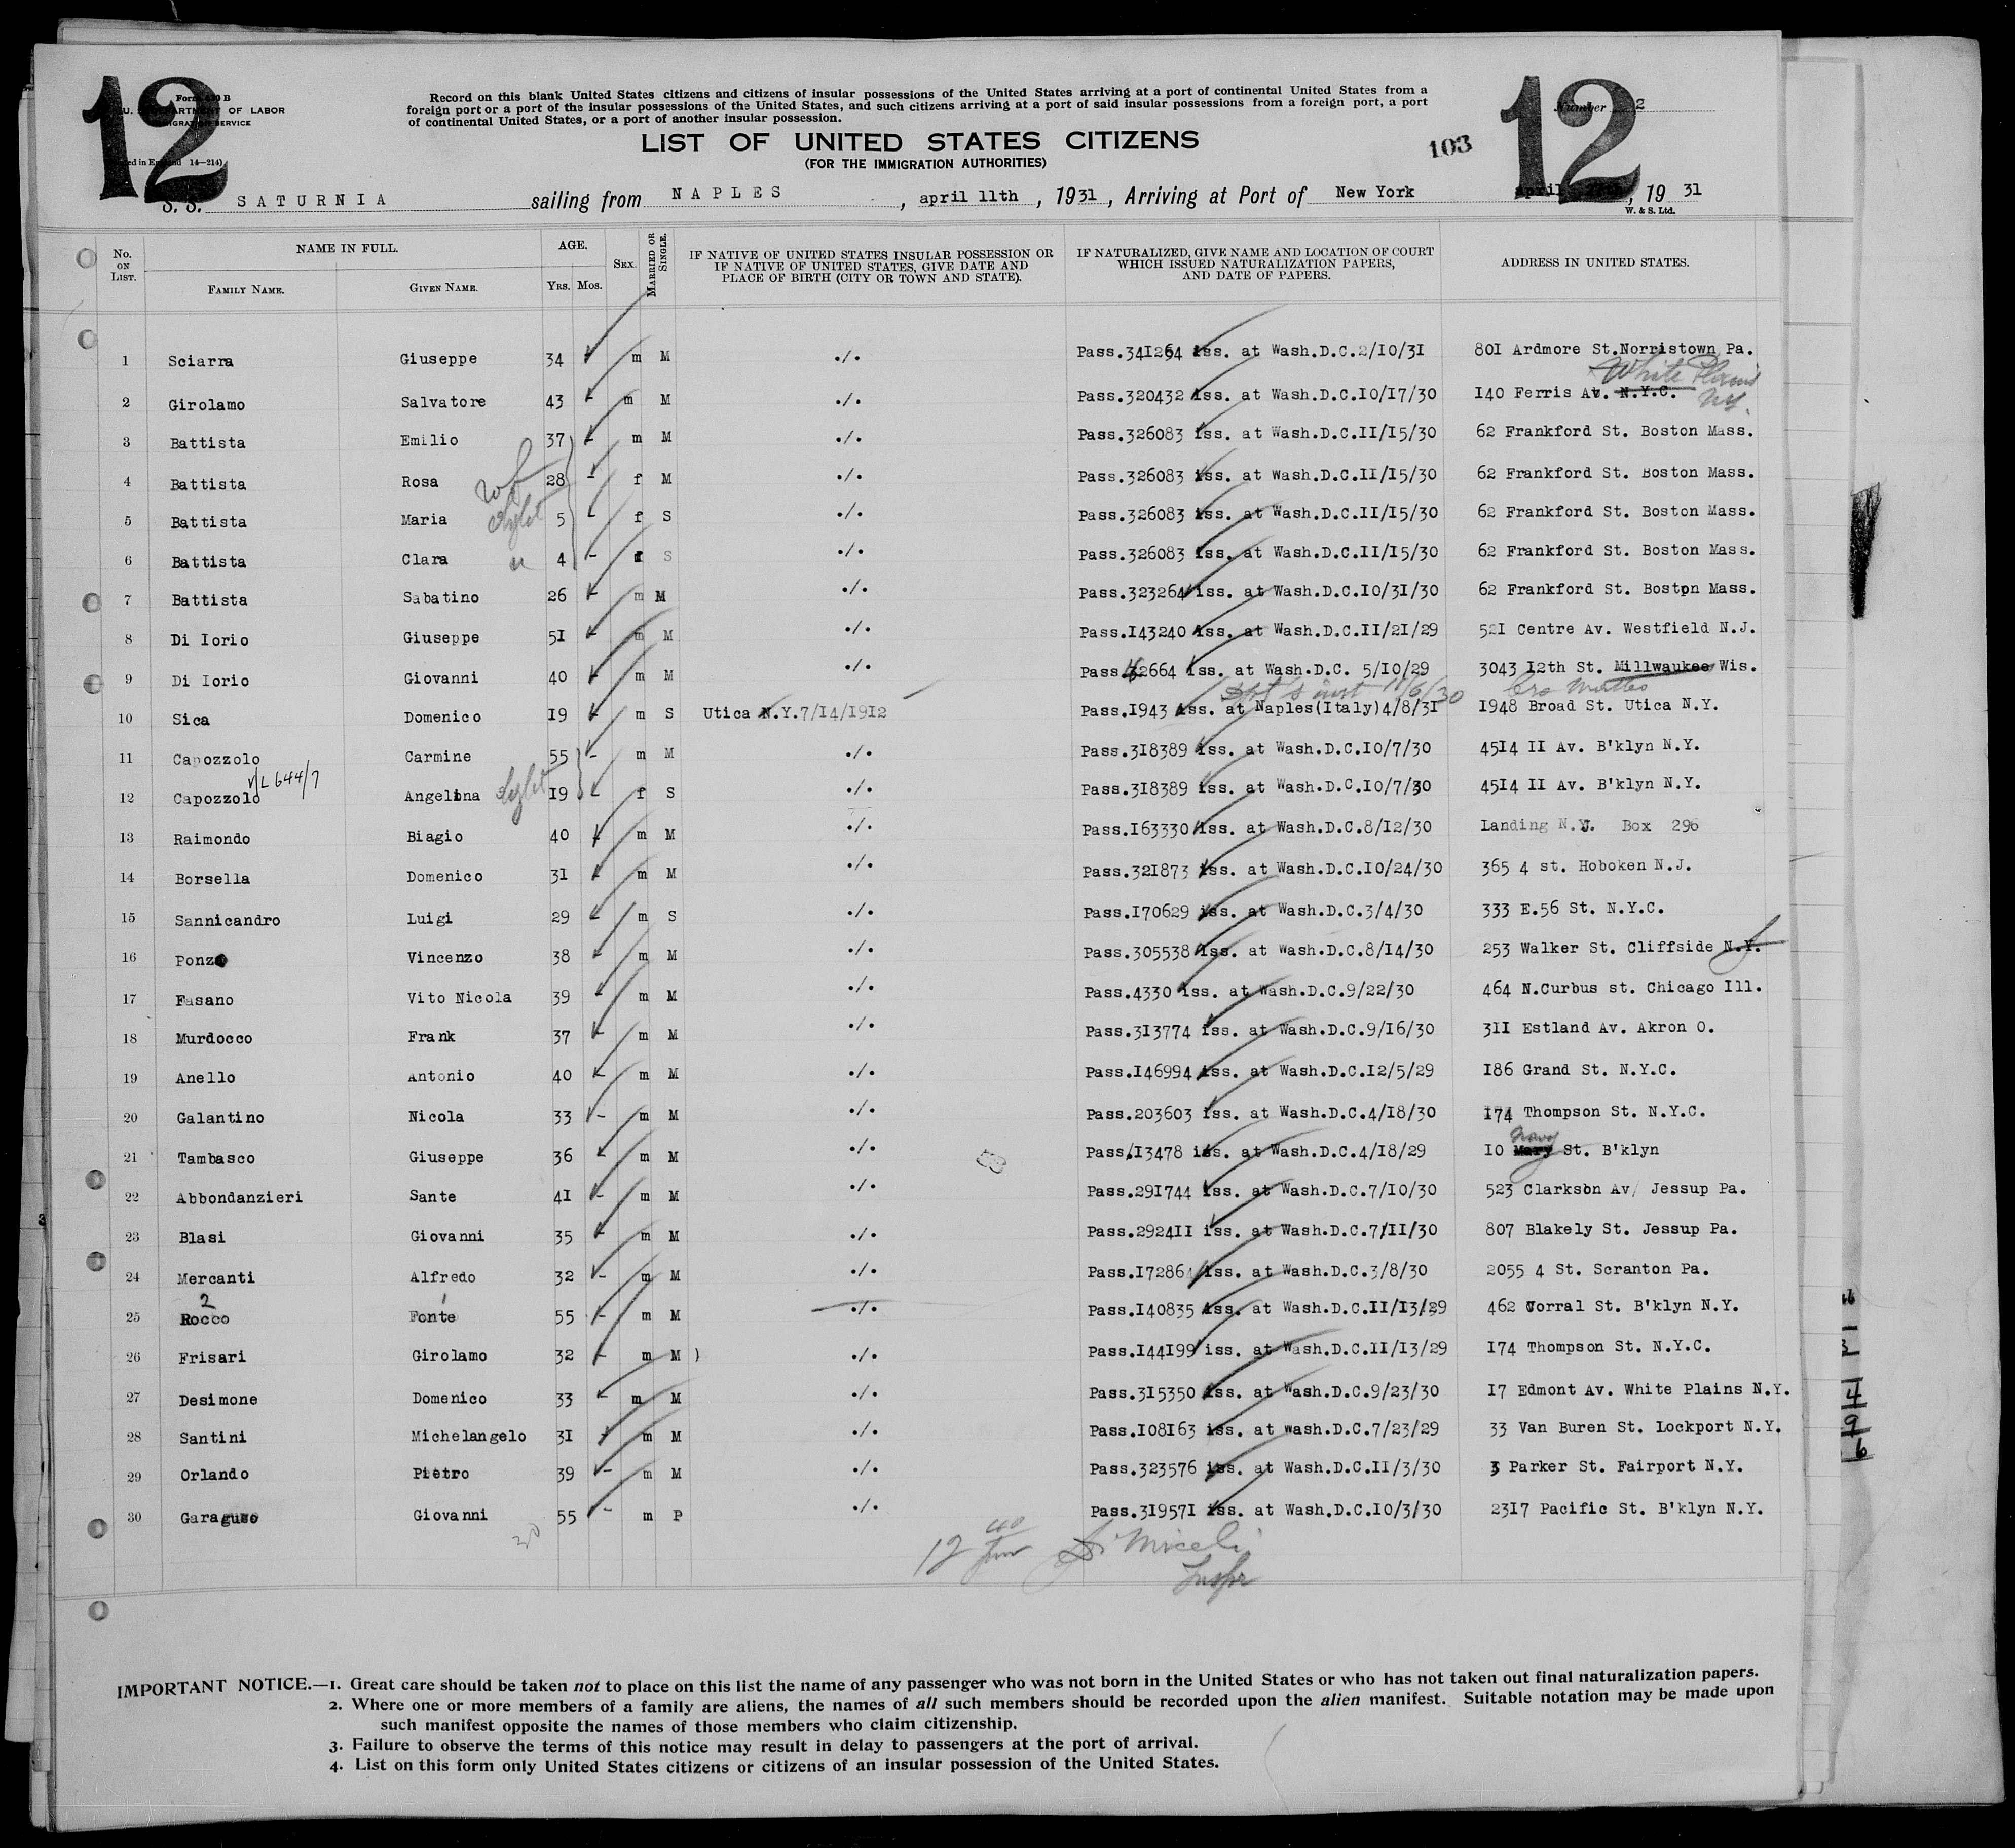 12
Form 630 B
U. S. DEPARTMENT OF LABOR
IMMIGRATION SERVICE
14—214)
Record on this blank United States citizens and citizens of insular possessions of the United States arriving at a port of continental United States from a
foreign port or a port of the insular possessions of the United States, and such citizens arriving at a port of said insular possessions from a foreign port, a port
of continental United States, or a port of another insular possession.
LIST OF UNITED STATES CITIZENS
(FOR THE IMMIGRATION AUTHORITIES)
103
12
Number 2
S. S. SATURNIA sailing from NAPLES, april 11th, 1931, Arriving at Port of New York april, 19 31
W. & S. Ltd.
No. ON LIST. NAME IN FULL. FAMILY NAME. GIVEN NAME. AGE. YRS. MOS. SEX. MARRIED OR SINGLE. IF NATIVE OF UNITED STATES INSULAR POSSESSION OR IF NATIVE OF UNITED STATES, GIVE DATE AND PLACE OF BIRTH (CITY OR TOWN AND STATE). IF NATURALIZED, GIVE NAME AND LOCATION OF COURT WHICH ISSUED NATURALIZATION PAPERS, AND DATE OF PAPERS. ADDRESS IN UNITED STATES.
1 Sciarra Giuseppe 34 m M ./. Pass.341264 iss. at Wash.D.C.2/10/31 801 Ardmore St.Norristown Pa.
White Plains
2 Girolamo Salvatore 43 - m M ./. Pass.320432 iss. at Wash.D.C.10/17/30 140 Ferris Av. N.Y.C. NY.
3 Battista Emilio 37 - m M ./. Pass.326083 iss. at Wash.D.C.11/15/30 62 Frankford St. Boston Mass.
4 Battista Rosa wf 28 - f M ./. Pass.326083 iss. at Wash.D.C.11/15/30 62 Frankford St. Boston Mass.
5 Battista Maria 5 - f S ./. Pass.326083 iss. at Wash.D.C.11/15/30 62 Frankford St. Boston Mass.
6 Battista Clara " 4 - f S ./. Pass.326083 iss. at Wash.D.C.11/15/30 62 Frankford St. Boston Mass.
7 Battista Sabatino 26 - m M ./. Pass.323264 iss. at Wash.D.C.10/31/30 62 Frankford St. Boston Mass.
8 Di Iorio Giuseppe 51 - m M ./. Pass.143240 iss. at Wash.D.C.11/21/29 521 Centre Av. Westfield N.J.
9 Di Iorio Giovanni 40 - m M ./. Pass.2664 iss. at Wash.D.C. 5/10/29 3043 12th St. Millwaukee Wis.
11/6/30
10 Sica Domenico 19 - m S Utica N.Y.7/14/1912 Pass.1943 iss. at Naples(Italy)4/8/31 1948 Broad St. Utica N.Y.
11 Capozzolo Carmine 55 - m M ./. Pass.318389 iss. at Wash.D.C.10/7/30 4514 11 Av. B'klyn N.Y.
V/L 644/7
12 Capozzolo Angelina 19 - f S ./. Pass.318389 iss. at Wash.D.C.10/7/30 4514 11 Av. B'klyn N.Y.
13 Raimondo Biagio 40 - m M ./. Pass.163330 iss. at Wash.D.C.8/12/30 Landing N.J. Box 296
14 Borsella Domenico 31 - m M ./. Pass.321873 iss. at Wash.D.C.10/24/30 365 4 st. Hoboken N.J.
15 Sannicandro Luigi 29 - m S ./. Pass.170629 iss. at Wash.D.C.3/4/30 333 E.56 St. N.Y.C.
16 Ponzo Vincenzo 38 - m M ./. Pass.305538 iss. at Wash.D.C.8/14/30 253 Walker St. Cliffside N.Y. J
17 Fasano Vito Nicola 39 - m M ./. Pass.4330 iss. at Wash.D.C.9/22/30 464 N.Curbus st. Chicago Ill.
18 Murdocco Frank 37 - m M ./. Pass.313774 iss. at Wash.D.C.9/16/30 311 Estland Av. Akron O.
19 Anello Antonio 40 - m M ./. Pass.146994 iss. at Wash.D.C.12/5/29 186 Grand St. N.Y.C.
20 Galantino Nicola 33 - m M ./. Pass.203603 iss. at Wash.D.C.4/18/30 174 Thompson St. N.Y.C.
21 Tambasco Giuseppe 36 - m M ./. Pass.13478 iss. at Wash.D.C.4/18/29 10 Mary Navy St. B'klyn
22 Abbondanzieri Sante 41 - m M ./. Pass.291744 iss. at Wash.D.C.7/10/30 523 Clarkson Av/ Jessup Pa.
23 Blasi Giovanni 35 - m M ./. Pass.292411 iss. at Wash.D.C.7/11/30 807 Blakely St. Jessup Pa.
24 Mercanti Alfredo 32 - m M ./. Pass.172864 iss. at Wash.D.C.3/8/30 2055 4 St. Scranton Pa.
2 1
25 Rocco Fonte 55 - m M ./. Pass.140835 iss. at Wash.D.C.11/13/29 462 Corral St. B'klyn N.Y.
26 Frisari Girolamo 32 - m M ) ./. Pass.144199 iss. at Wash.D.C.11/13/29 174 Thompson St. N.Y.C.
27 Desimone Domenico 33 - m M ./. Pass.315350 iss. at Wash.D.C.9/23/30 17 Edmont Av. White Plains N.Y.
28 Santini Michelangelo 31 - m M ./. Pass.108163 iss. at wash.D.C.7/23/29 33 Van Buren St. Lockport N.Y.
29 Orlando Pietro 39 - m M ./. Pass.323576 iss. at Wash.D.C.11/3/30 3 Parker St. Fairport N.Y.
30 Garaguso Giovanni 55 - m P ./. Pass.319571 iss. at Wash.D.C.10/3/30 2317 Pacific St. B'klyn N.Y.
30
12 Miceli
Inspr
IMPORTANT NOTICE.—1. Great care should be taken not to place on this list the name of any passenger who was not born in the United States or who has not taken out final naturalization papers.
2. Where one or more members of a family are aliens, the names of all such members should be recorded upon the alien manifest. Suitable notation may be made upon
such manifest opposite the names of those members who claim citizenship.
3. Failure to observe the terms of this notice may result in delay to passengers at the port of arrival.
4. List on this form only United States citizens or citizens of an insular possession of the United States.